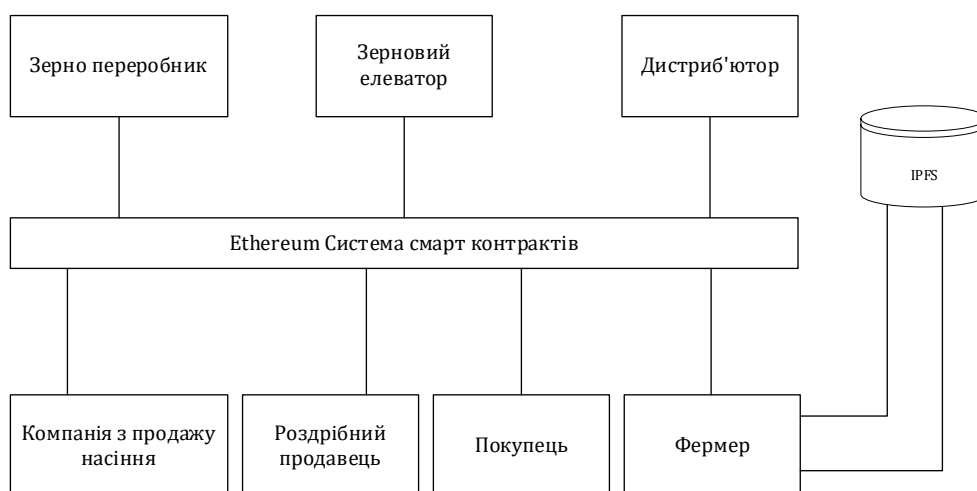 Зерно переробник
Зерновий
елеватор
Дистриб'ютор
IPFS
Ethereum Система смарт контрактів
Компанія з продажу
насіння
Роздрібний
продавець
Покупець
Фермер